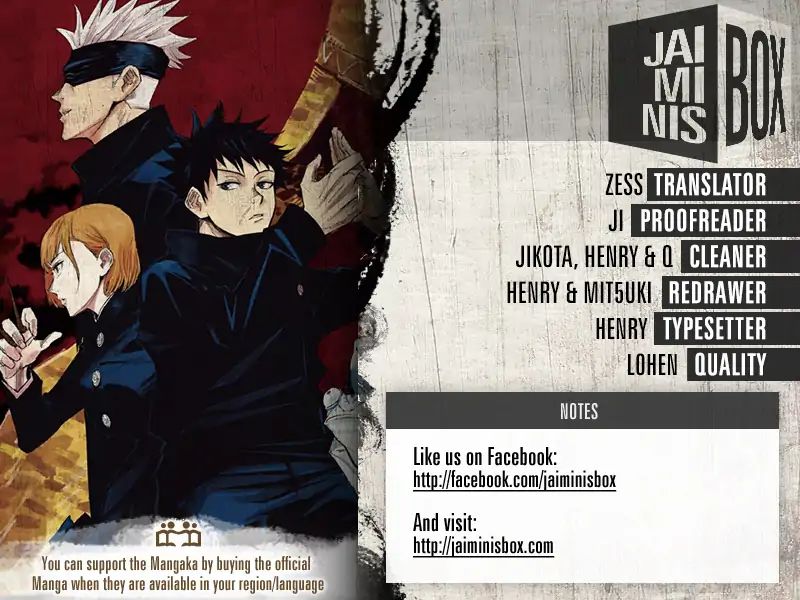 JAI
MI
NIS
BOX
ZESS TRANSLATOR
JI PROOFREADER
JIKOTA, HENRY & Q CLEANER
HENRY & MIT5UKI REDRAWER
HENRY TYPESETTER
LOHEN QUALITY
NOTES
Like us on Facebook:
http://facebook.com/jaiminisbox
And visit:
http://jaiminisbox.com
You can support the Mangaka by buying the official
Manga when they are available in your region/language